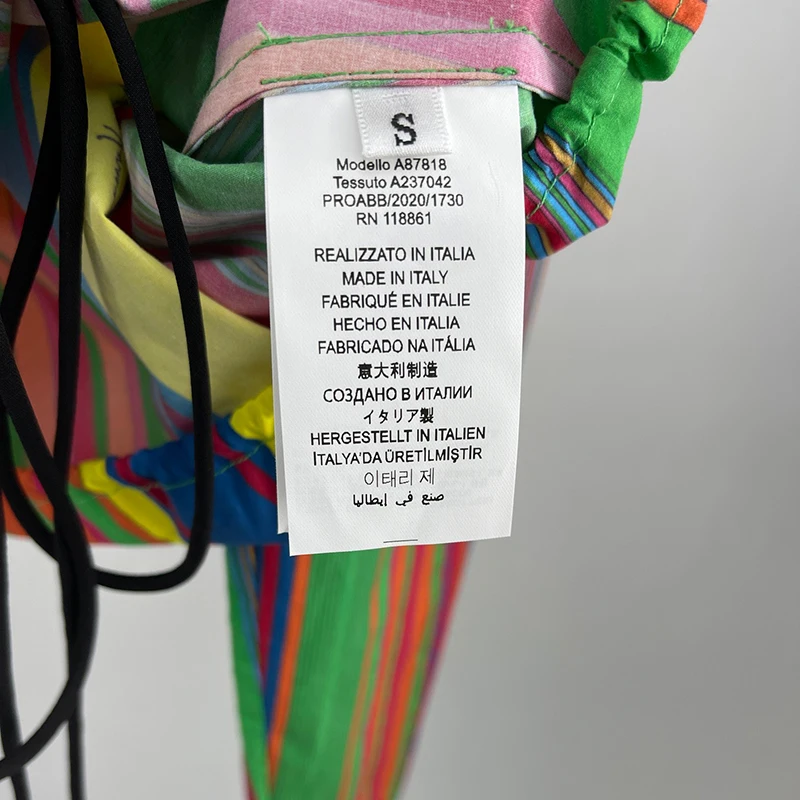 S
Modello A87818
Tessuto A237042
PROABB/2020/1730
RN 118861
REALIZZATO IN ITALIA
MADE IN ITALY
FABRIQUÉ EN ITALIE
HECHO EN ITALIA
FABRICADO NA ITÁLIA
意大利制造
СОЗДАНО В ИТАЛИИ
イタリア製
HERGESTELLT IN ITALIEN
İTALYA'DA ÜRETİLMİŞTİR
이태리 제
صنع في إيطاليا